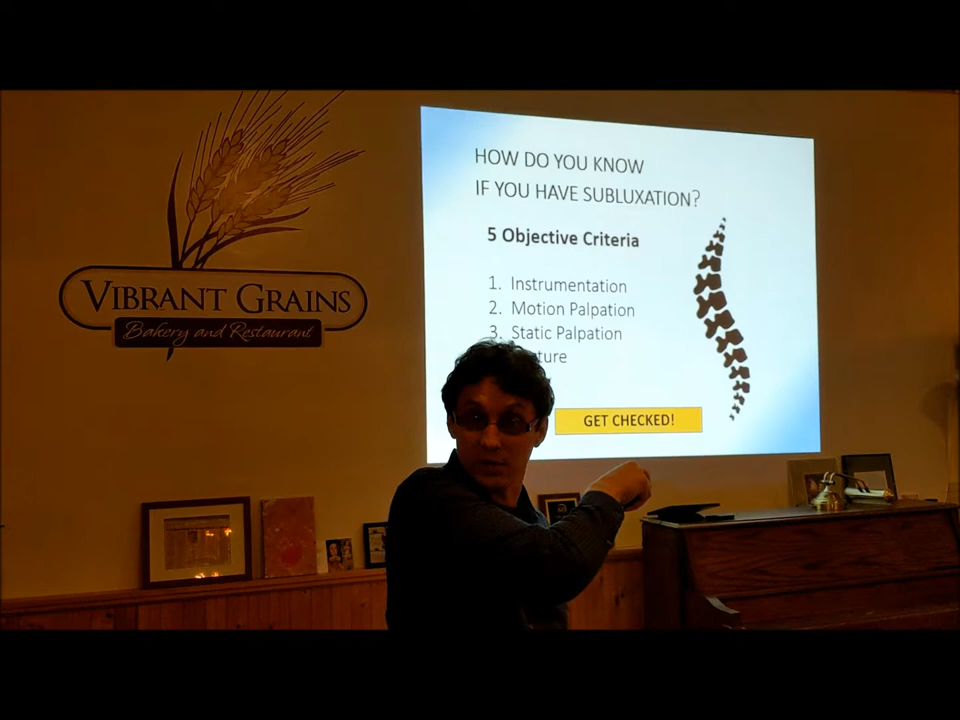 VIBRANT GRAINS
Bakery and Restaurant
HOW DO YOU KNOW
IF YOU HAVE SUBLUXATION?
5 Objective Criteria
1. Instrumentation
2. Motion Palpation
3. Static Palpation
ture
GET CHECKED!